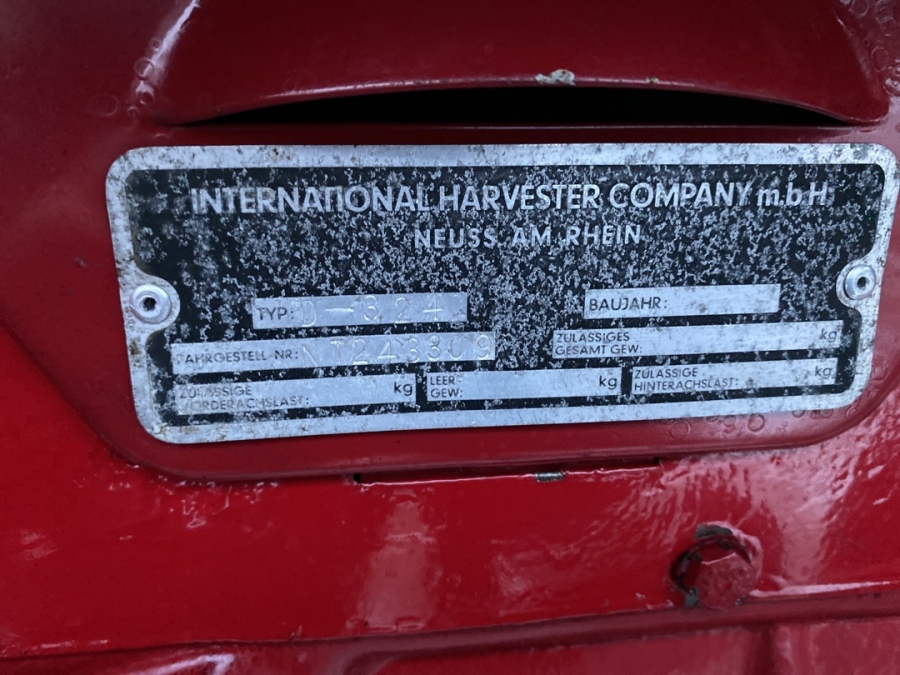 INTERNATIONAL HARVESTER COMPANY m.b.H.
NEUSS AM RHEIN
TYP: D-324
BAUJAHR:
FAHRGESTELL-NR:
ZULÄSSIGES GESAMT GEW: kg
ZULÄSSIGE VORDERACHSLAST: kg
LEER-GEW: kg
ZULÄSSIGE HINTERACHSLAST: kg